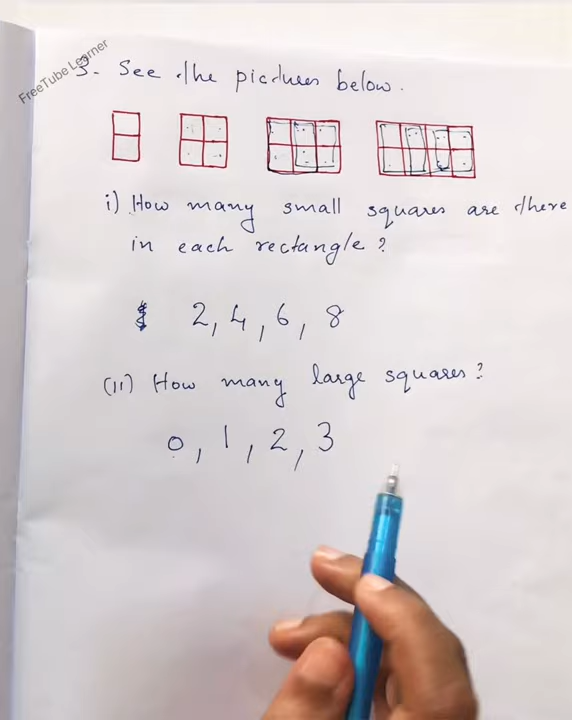 FreeTube Learner
3. See the pictures below.
i) How many small squares are there
in each rectangle?
2, 4, 6, 8
(ii) How many large squares?
0, 1, 2, 3